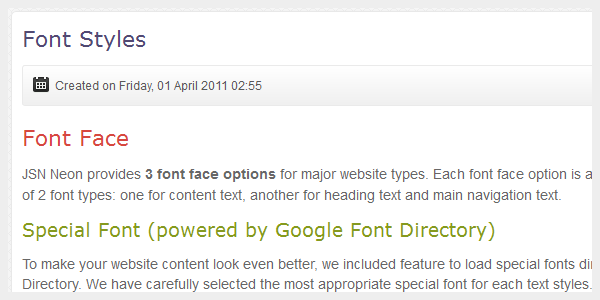 Font Styles
Created on Friday, 01 April 2011 02:55
Font Face
JSN Neon provides 3 font face options for major website types. Each font face option is a
of 2 font types: one for content text, another for heading text and main navigation text.
Special Font (powered by Google Font Directory)
To make your website content look even better, we included feature to load special fonts di
Directory. We have carefully selected the most appropriate special font for each text styles.